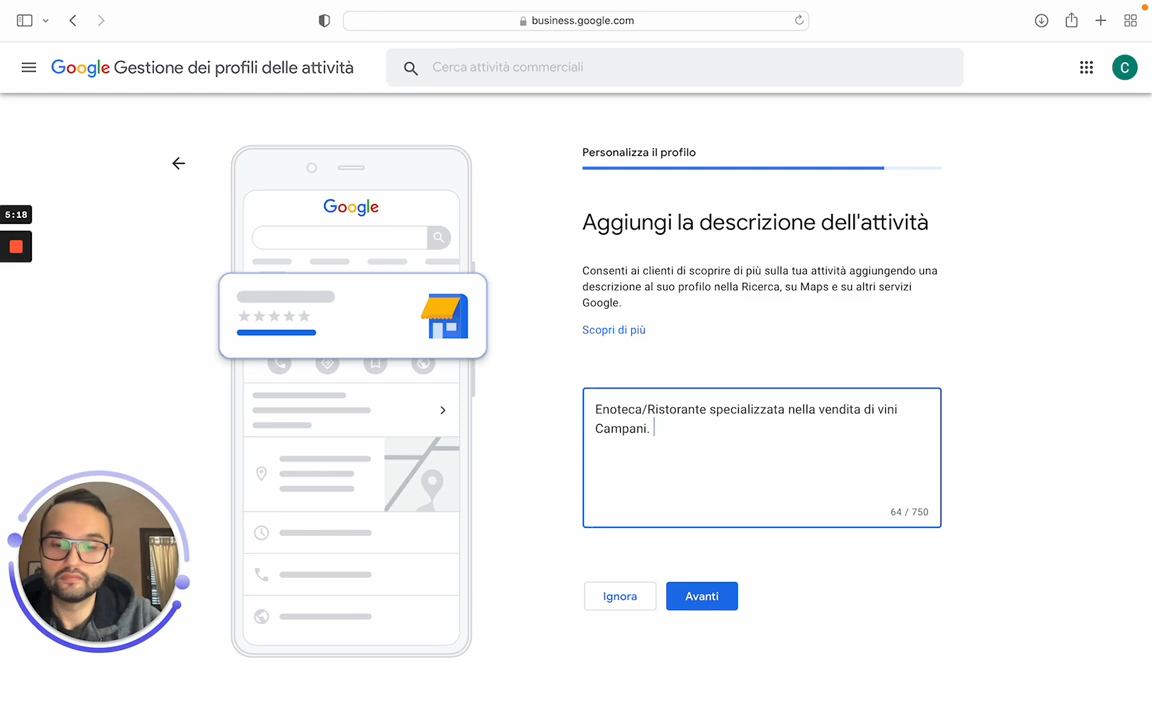 business.google.com
Google Gestione dei profili delle attività
Cerca attività commerciali
C
Personalizza il profilo
5:18
Google
Aggiungi la descrizione dell'attività
Consenti ai clienti di scoprire di più sulla tua attività aggiungendo una
descrizione al suo profilo nella Ricerca, su Maps e su altri servizi
Google.
Scopri di più
Enoteca/Ristorante specializzata nella vendita di vini
Campani.
64 / 750
Ignora
Avanti